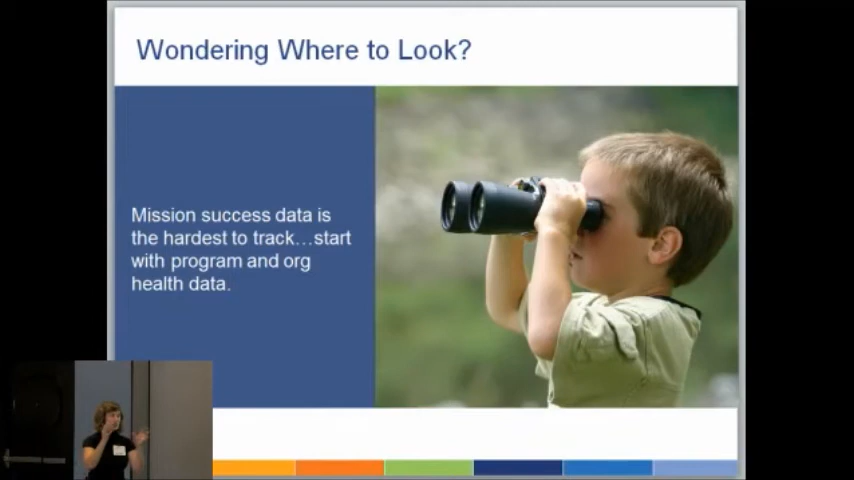 Wondering Where to Look?
Mission success data is
the hardest to track...start
with program and org
health data.